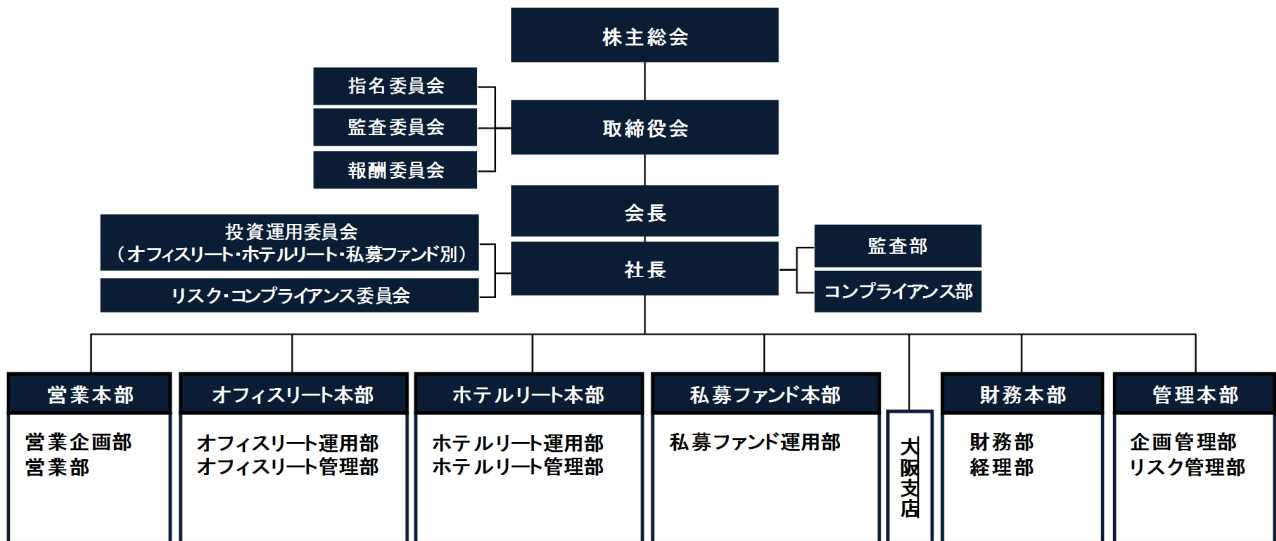 株主総会
指名委員会
監査委員会
報酬委員会
取締役会
会長
投資運用委員会
（オフィスリート・ホテルリート・私募ファンド別）
リスク・コンプライアンス委員会
社長
監査部
コンプライアンス部
営業本部
営業企画部
営業部
オフィスリート本部
オフィスリート運用部
オフィスリート管理部
ホテルリート本部
ホテルリート運用部
ホテルリート管理部
私募ファンド本部
私募ファンド運用部
大阪支店
財務本部
財務部
経理部
管理本部
企画管理部
リスク管理部